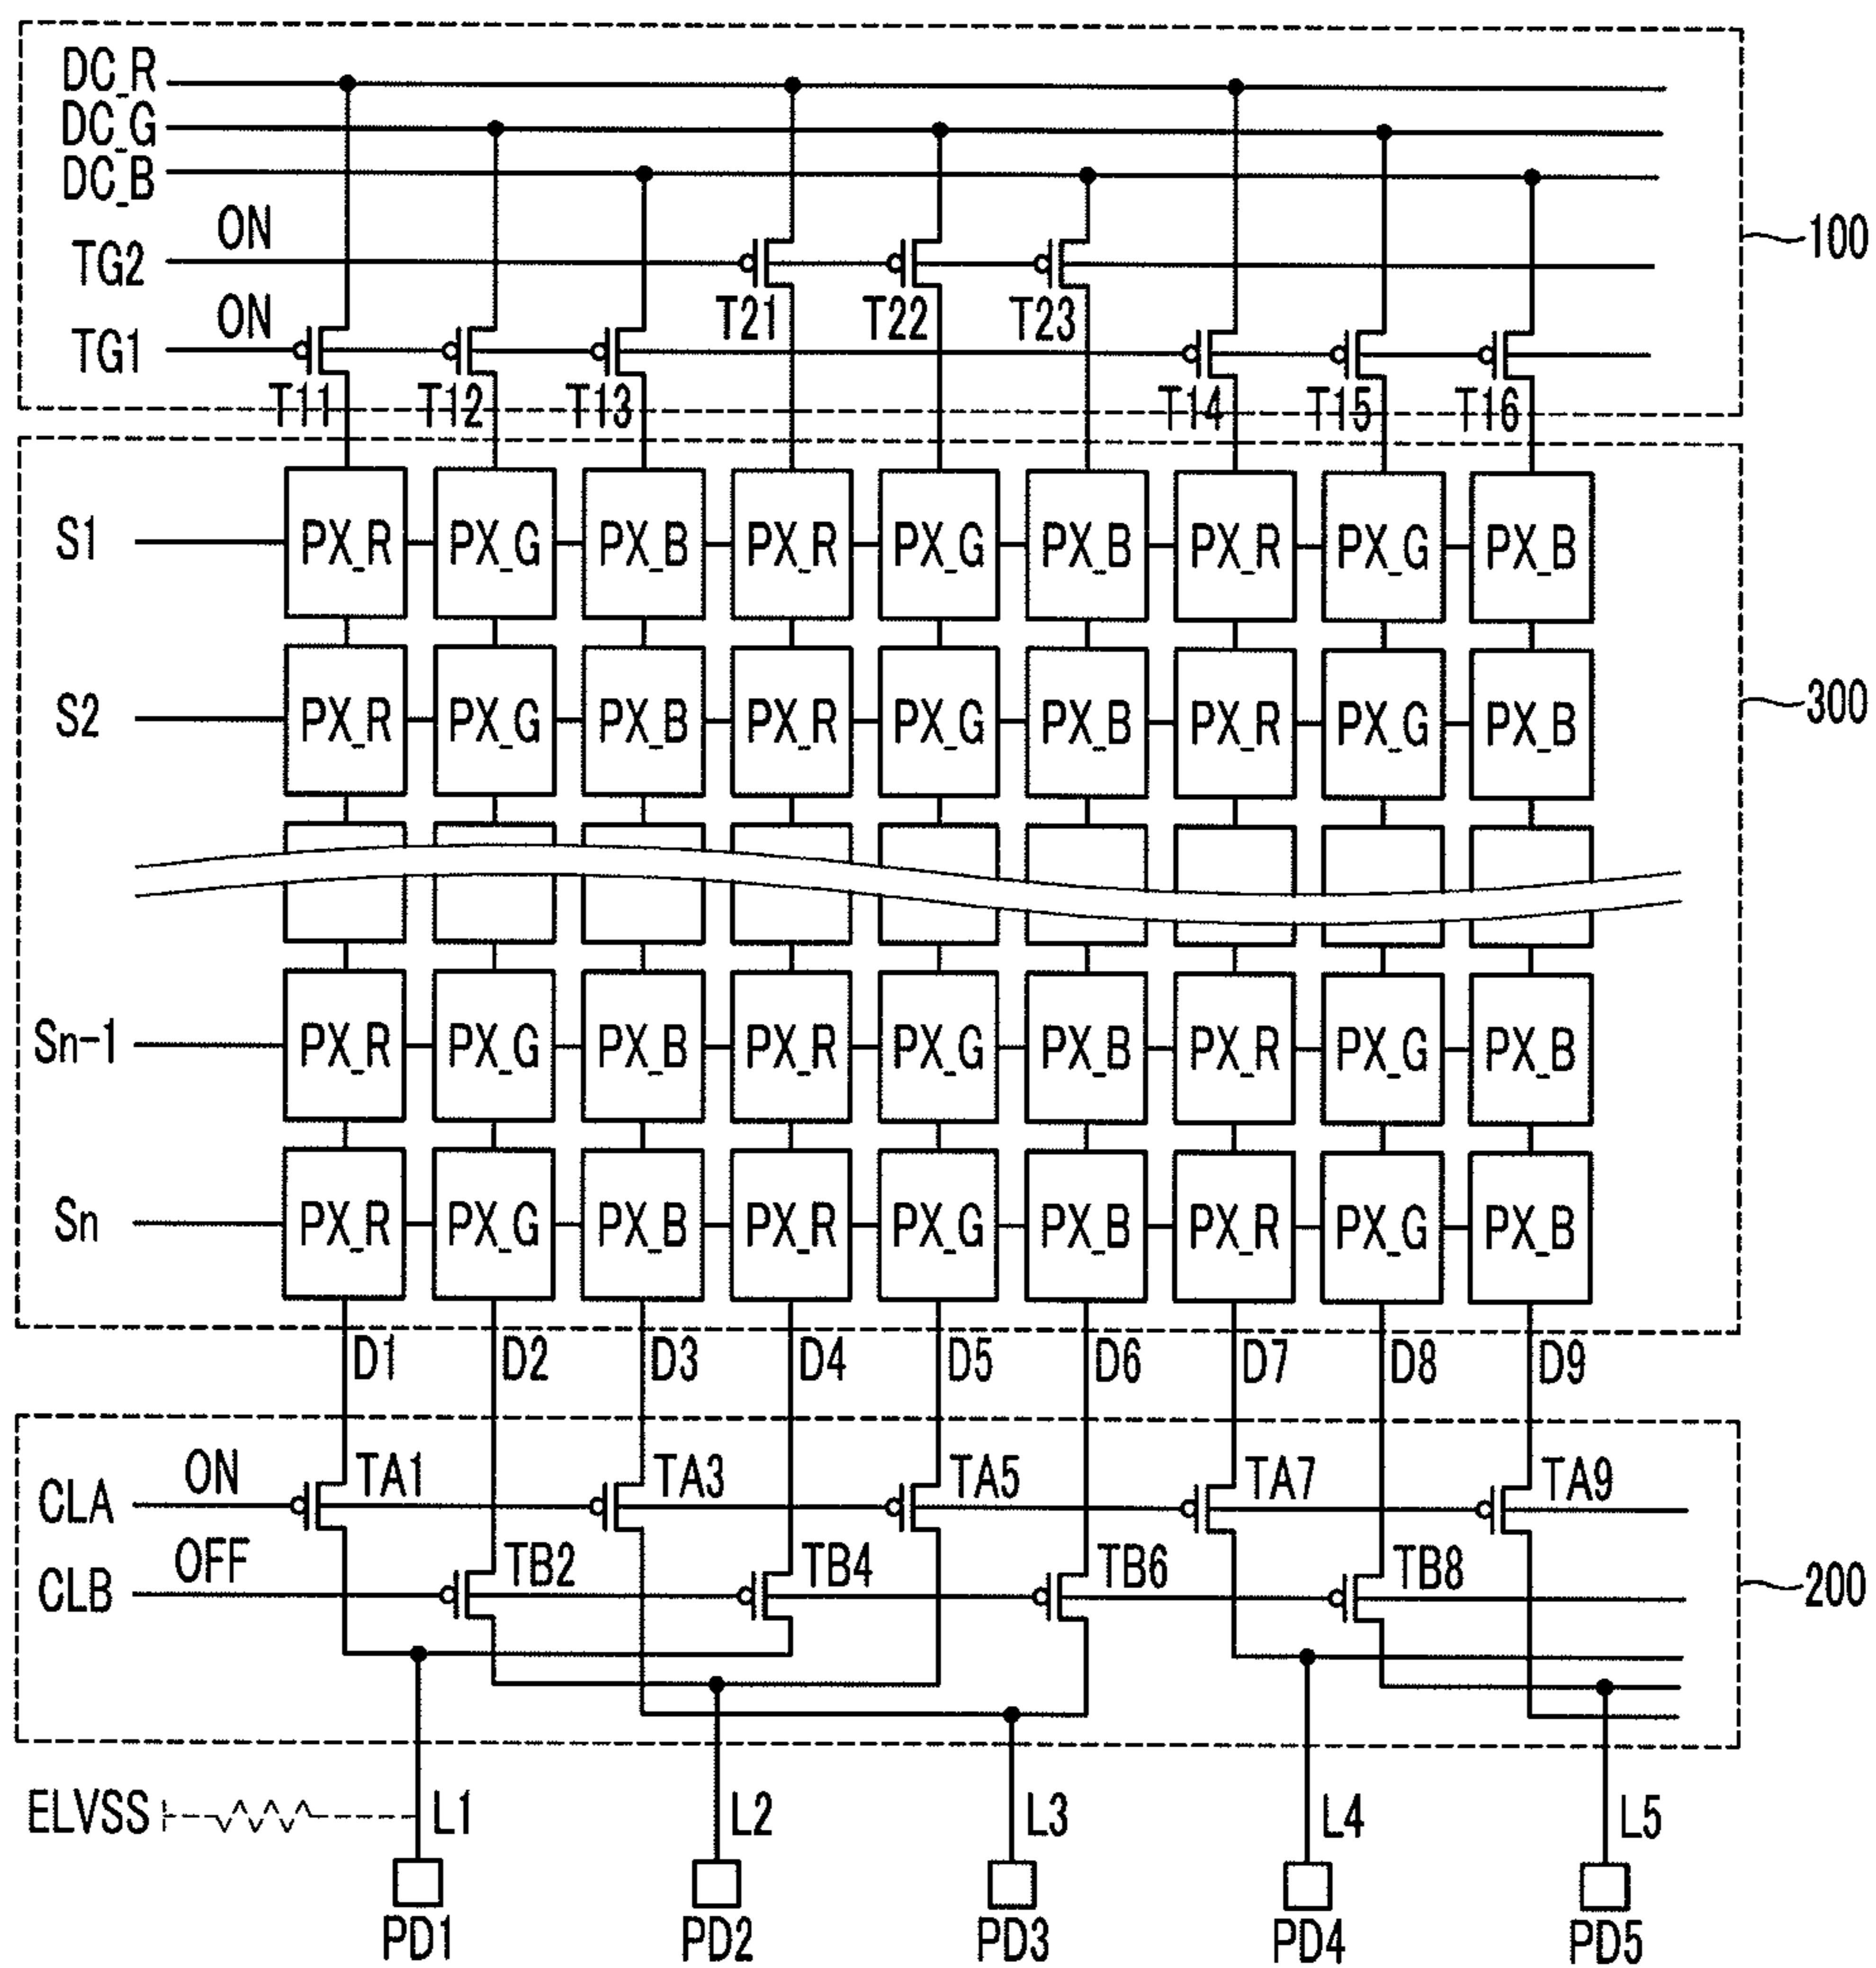 DC_R
DC_G
DC_B
ON
TG2
T21 T22 T23
100
ON
TG1
T11 T12 T13 T14 T15 T16
S1 PX_R PX_G PX_B PX_R PX_G PX_B PX_R PX_G PX_B
S2 PX_R PX_G PX_B PX_R PX_G PX_B PX_R PX_G PX_B
300
Sn-1 PX_R PX_G PX_B PX_R PX_G PX_B PX_R PX_G PX_B
Sn PX_R PX_G PX_B PX_R PX_G PX_B PX_R PX_G PX_B
D1 D2 D3 D4 D5 D6 D7 D8 D9
ON
CLA TA1 TA3 TA5 TA7 TA9
OFF
CLB TB2 TB4 TB6 TB8
200
ELVSS L1 L2 L3 L4 L5
PD1 PD2 PD3 PD4 PD5